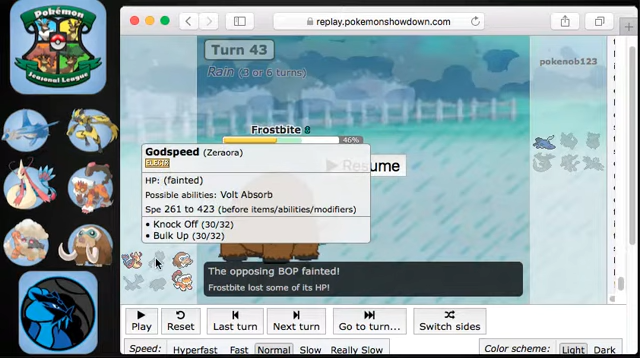 Pokémon
Seasonal League
replay.pokemonshowdown.com
Turn 43
Rain (3 or 6 turns)
pokenob123
Frostbite
46%
Resume
Godspeed (Zeraora)
ELECTR
HP: (fainted)
Possible abilities: Volt Absorb
Spe 261 to 423 (before items/abilities/modifiers)
• Knock Off (30/32)
• Bulk Up (30/32)
The opposing BOP fainted!
Frostbite lost some of its HP!
Play
Reset
Last turn
Next turn
Go to turn...
Switch sides
Speed:
Hyperfast
Fast
Normal
Slow
Really Slow
Color scheme:
Light
Dark